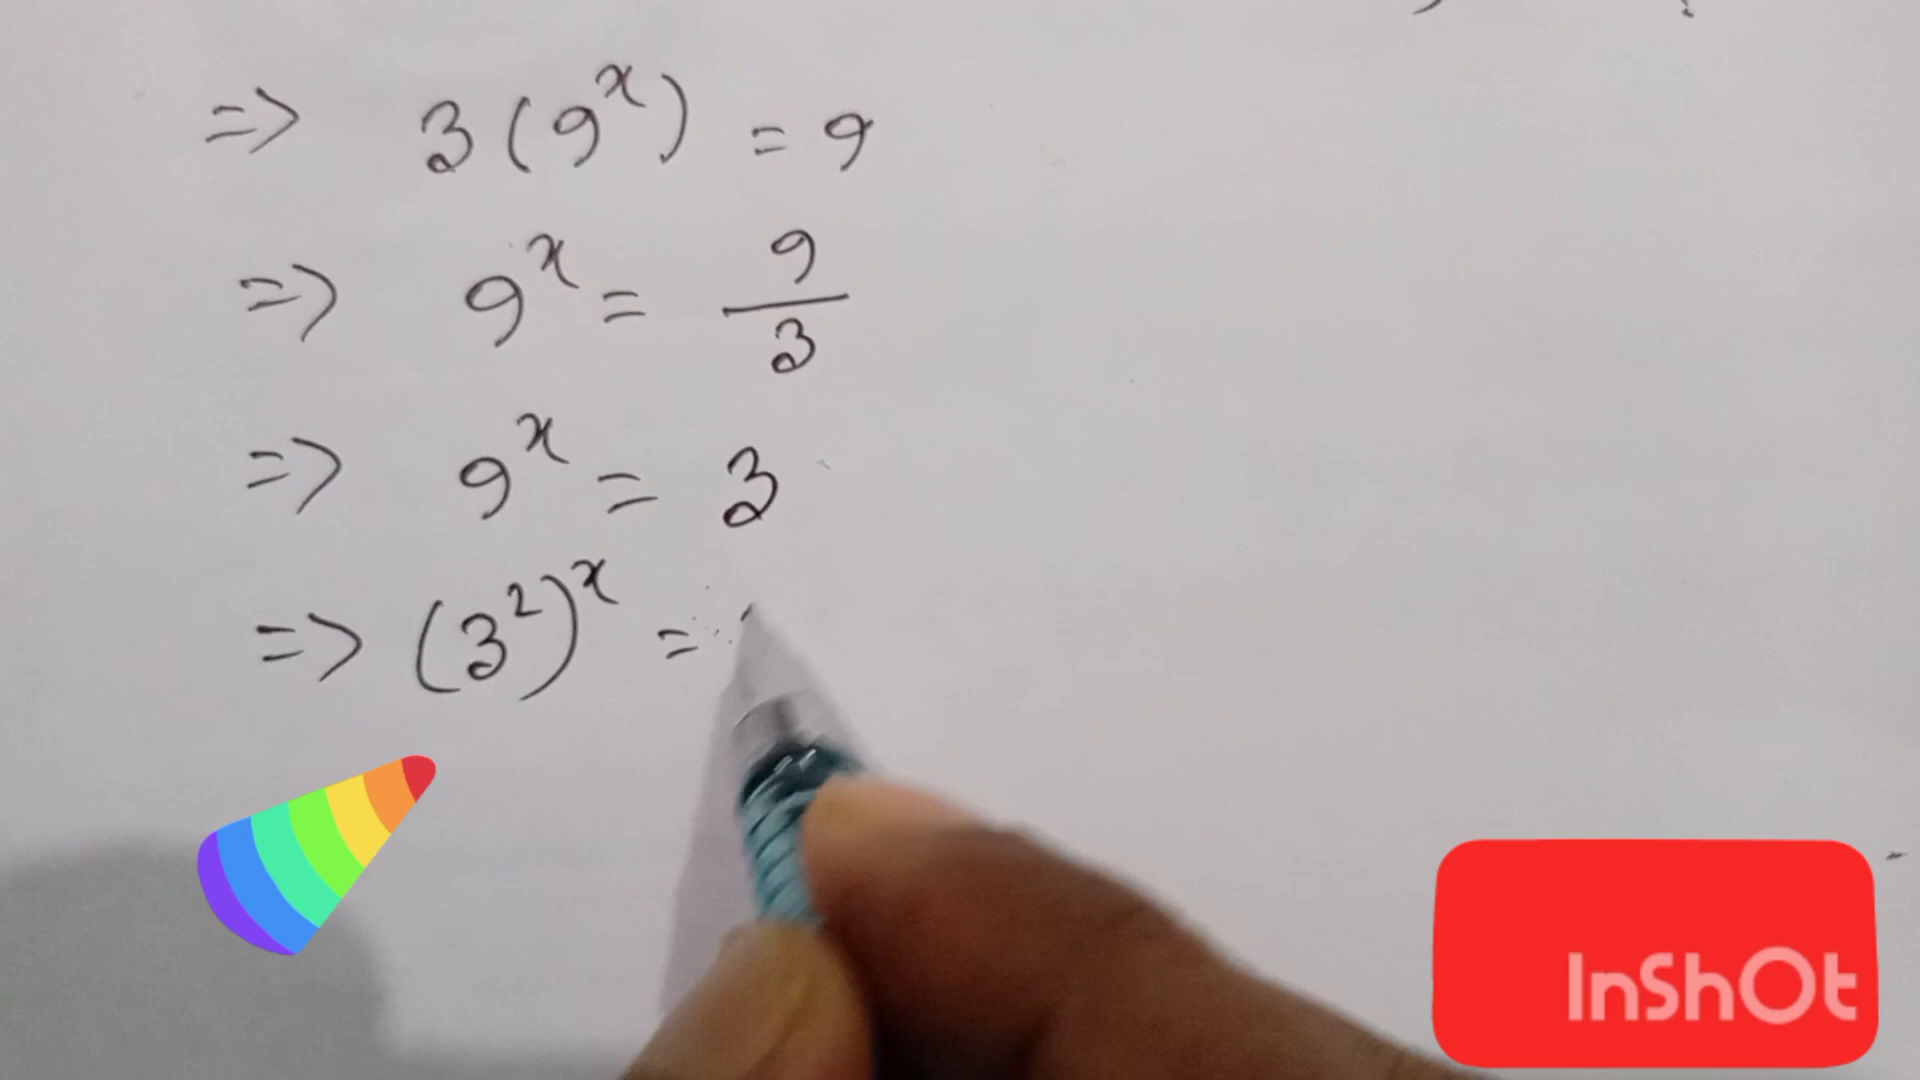 => 3(9^x) = 9
=> 9^x = 9/3
=> 9^x = 3
=> (3^2)^x =
InShOt